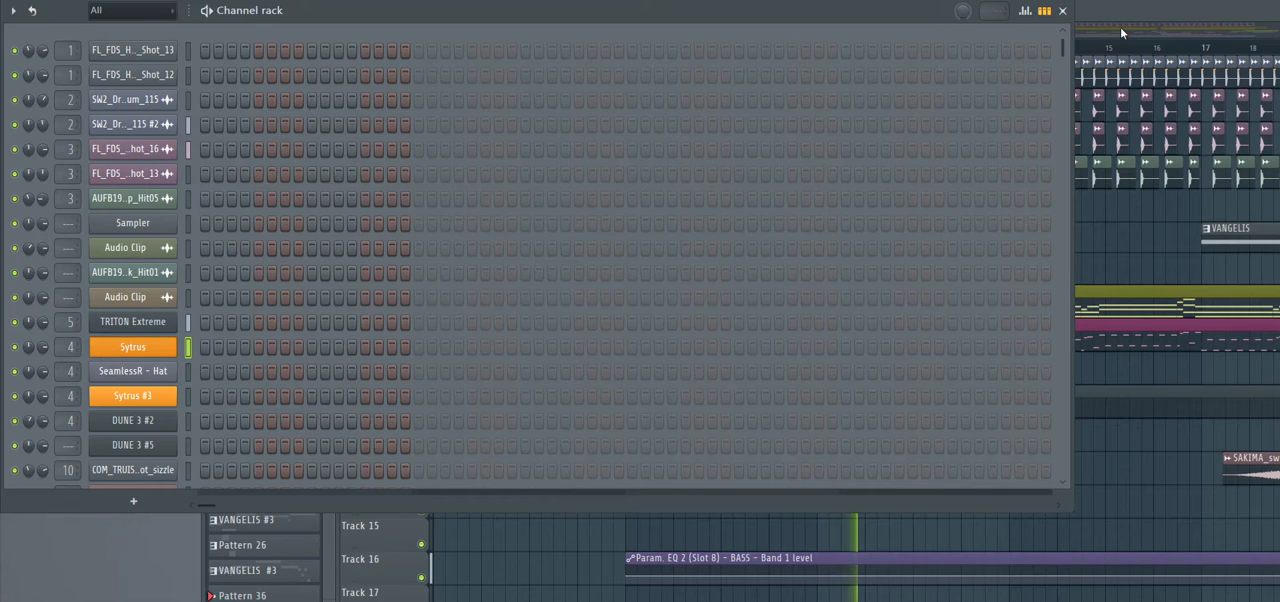 All
Channel rack
1 FL_FDS_H.._Shot_13
1 FL_FDS_H.._Shot_12
2 SW2_Dr..um_115
2 SW2_Dr.._115 #2
3 FL_FDS_..hot_16
3 FL_FDS_..hot_13
3 AUFB19..p_Hit05
--- Sampler
--- Audio Clip
--- AUFB19..k_Hit01
--- Audio Clip
5 TRITON Extreme
4 Sytrus
4 SeamlessR - Hat
4 Sytrus #3
4 DUNE 3 #2
--- DUNE 3 #5
10 COM_TRUIS..ot_sizzle
+
15 16 17 18
VANGELIS
SAKIMA_sw
VANGELIS #3
Pattern 26
VANGELIS #3
Pattern 36
Track 15
Track 16
Track 17
Param. EQ 2 (Slot 8) - BASS - Band 1 level